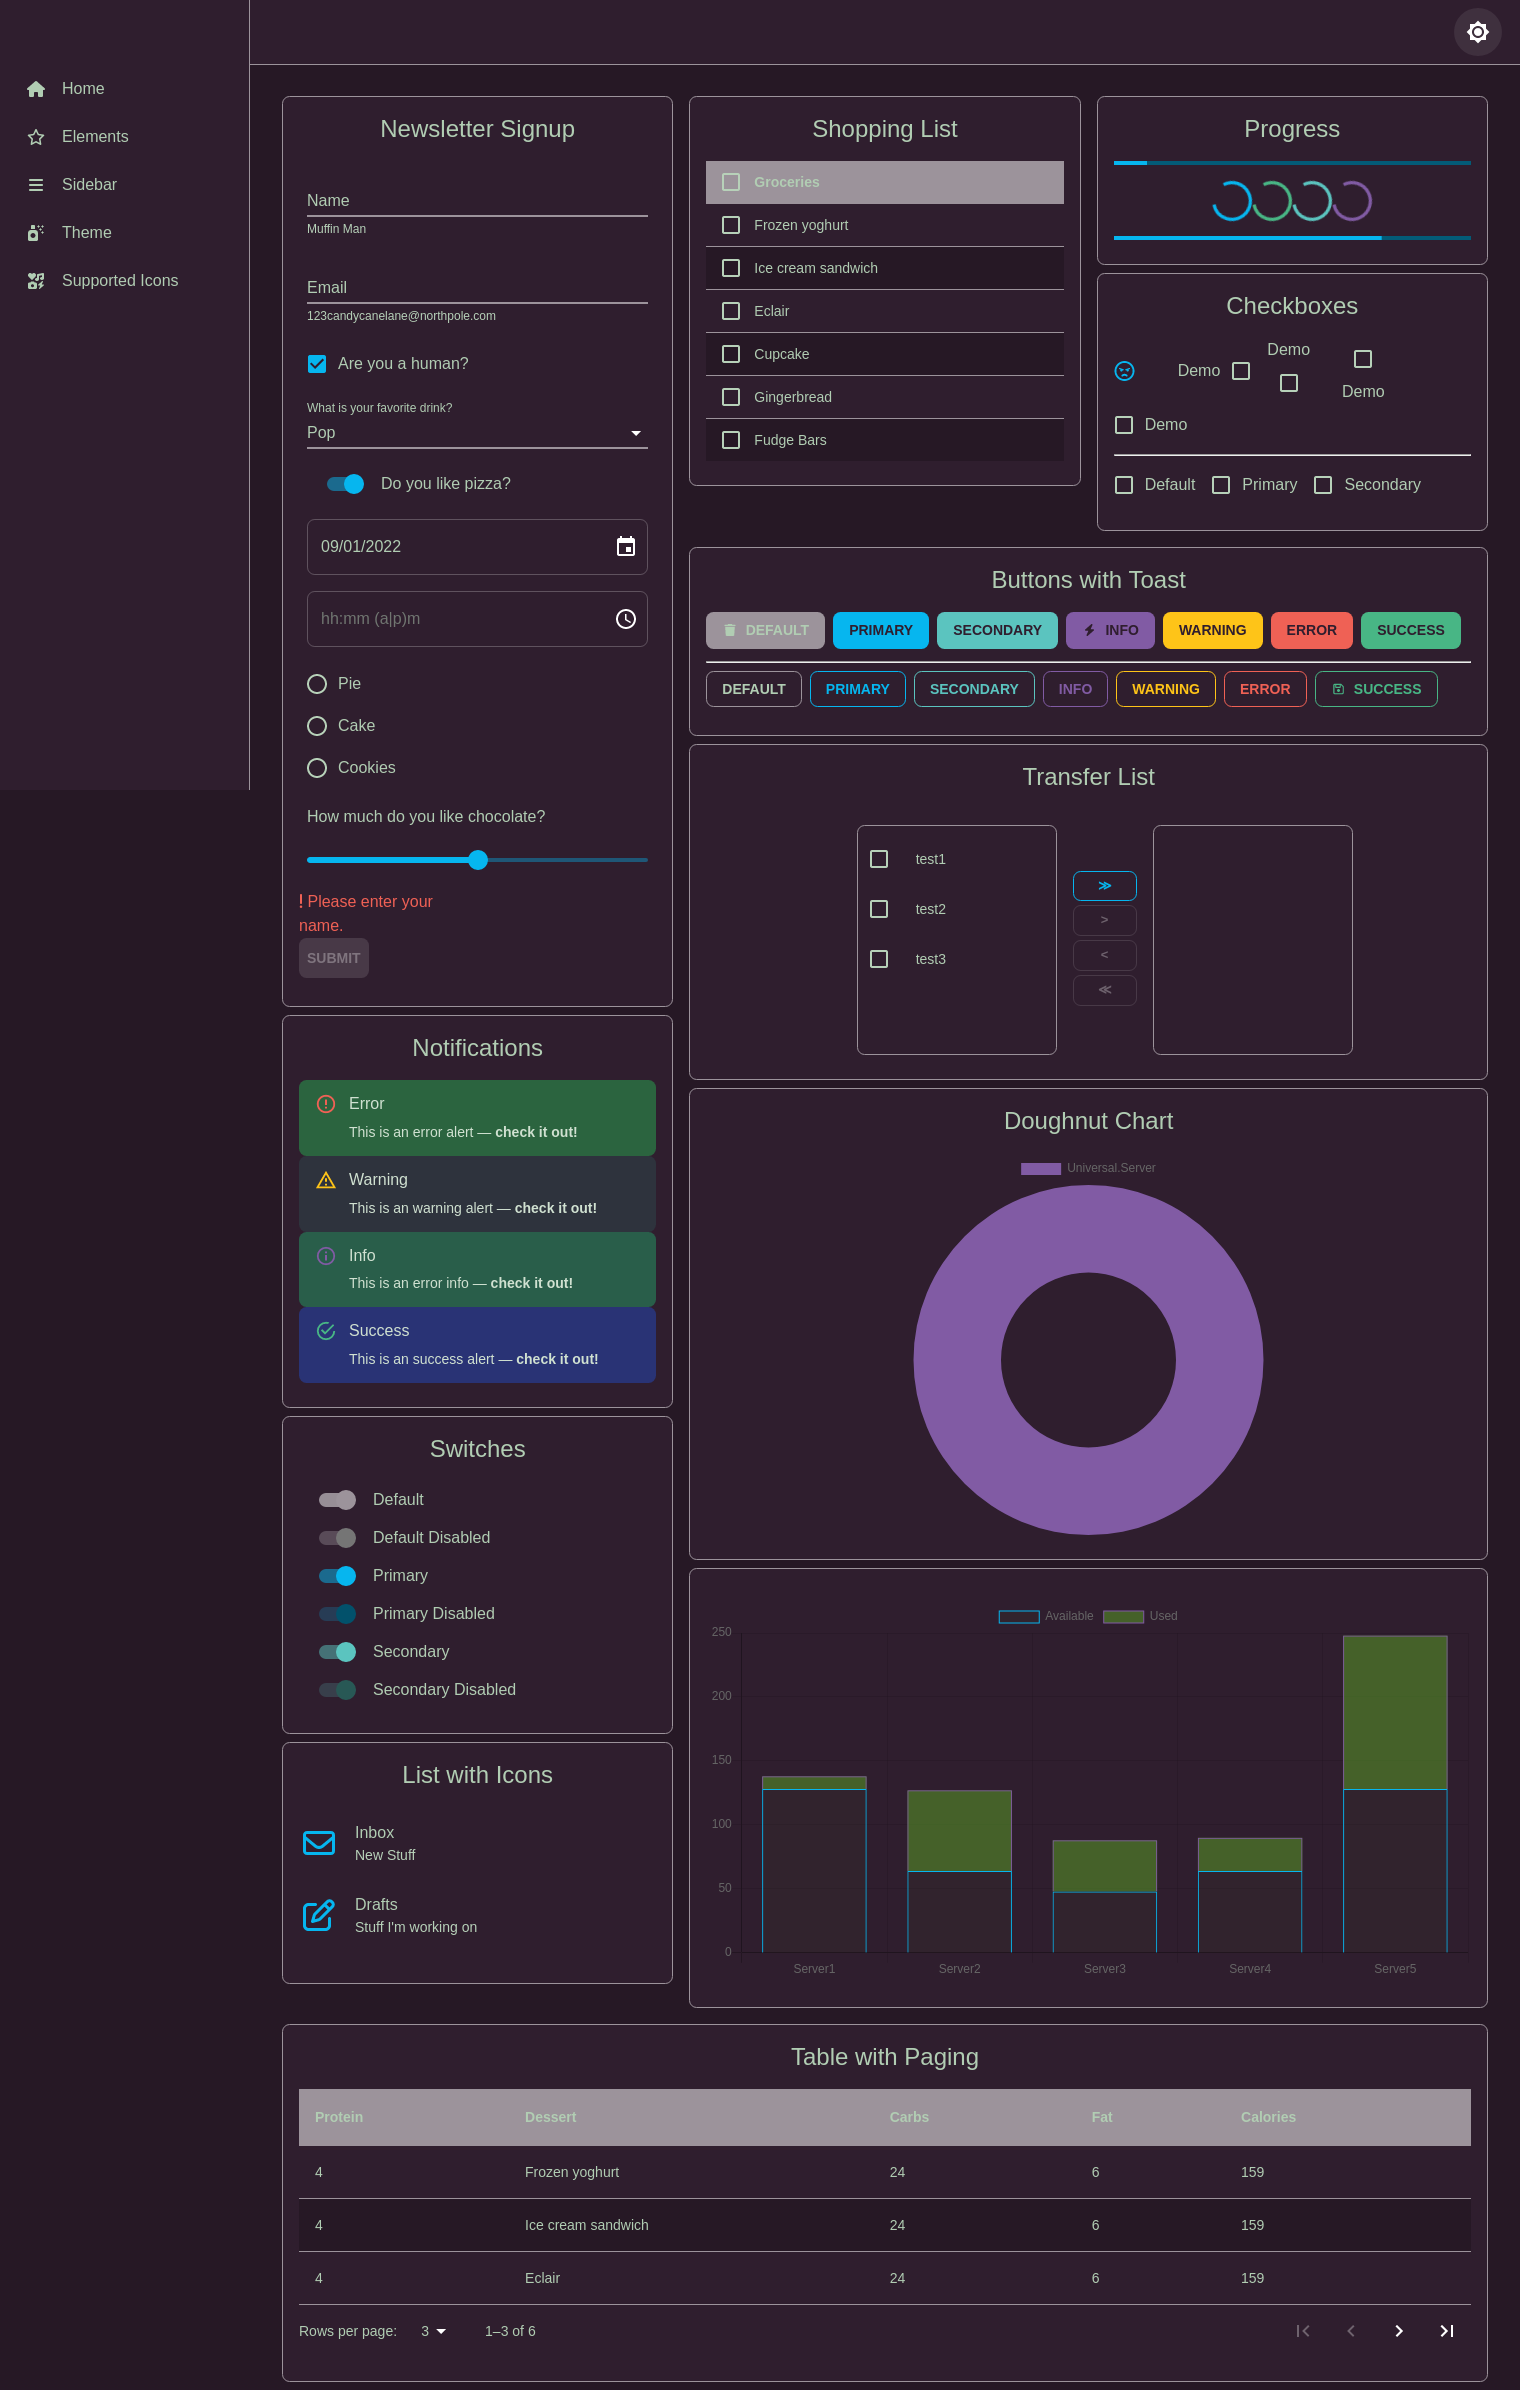 Home
Elements
Sidebar
Theme
Supported Icons
Newsletter Signup
Name
Muffin Man
Email
123candycanelane@northpole.com
Are you a human?
What is your favorite drink?
Pop
Do you like pizza?
09/01/2022
hh:mm (a|p)m
Pie
Cake
Cookies
How much do you like chocolate?
! Please enter your
name.
SUBMIT
Notifications
Error
This is an error alert — check it out!
Warning
This is an warning alert — check it out!
Info
This is an error info — check it out!
Success
This is an success alert — check it out!
Switches
Default
Default Disabled
Primary
Primary Disabled
Secondary
Secondary Disabled
List with Icons
Inbox
New Stuff
Drafts
Stuff I'm working on
Shopping List
Groceries
Frozen yoghurt
Ice cream sandwich
Eclair
Cupcake
Gingerbread
Fudge Bars
Progress
Checkboxes
Demo
Demo
Demo
Demo
Default Primary Secondary
Buttons with Toast
DEFAULT PRIMARY SECONDARY INFO WARNING ERROR SUCCESS
DEFAULT PRIMARY SECONDARY INFO WARNING ERROR SUCCESS
Transfer List
test1
test2
test3
≫
>
<
≪
Doughnut Chart
Universal.Server
Available Used
250
200
150
100
50
0
Server1 Server2 Server3 Server4 Server5
Table with Paging
Protein Dessert Carbs Fat Calories
4 Frozen yoghurt 24 6 159
4 Ice cream sandwich 24 6 159
4 Eclair 24 6 159
Rows per page: 3 1–3 of 6